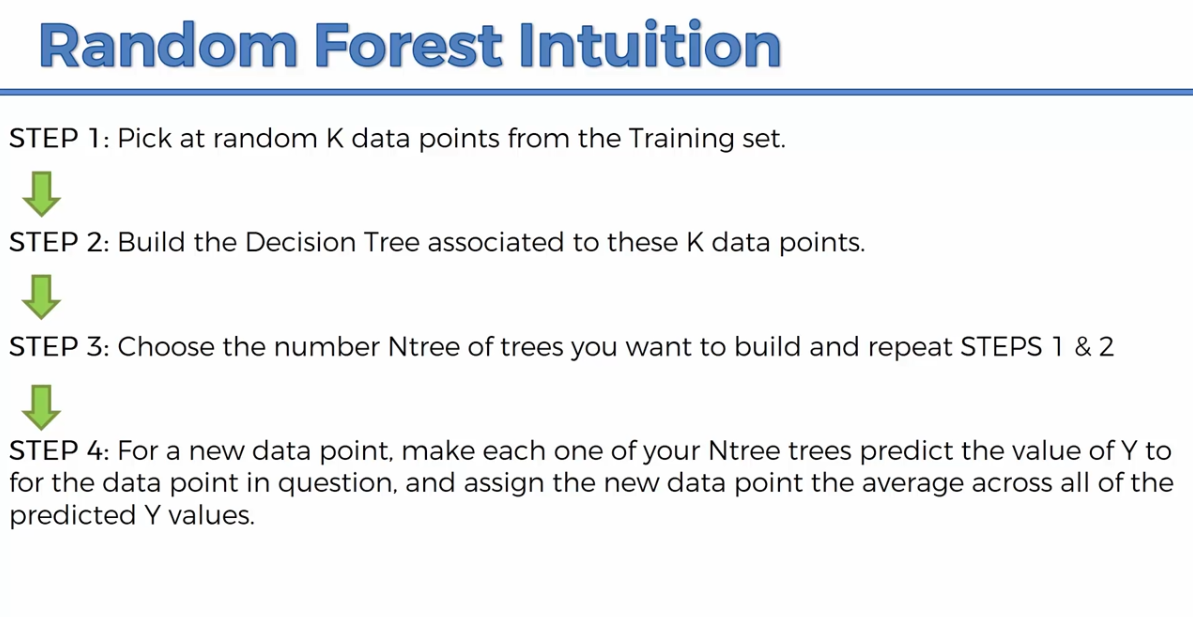 Random Forest Intuition
STEP 1: Pick at random K data points from the Training set.
STEP 2: Build the Decision Tree associated to these K data points.
STEP 3: Choose the number Ntree of trees you want to build and repeat STEPS 1 & 2
STEP 4: For a new data point, make each one of your Ntree trees predict the value of Y to
for the data point in question, and assign the new data point the average across all of the
predicted Y values.